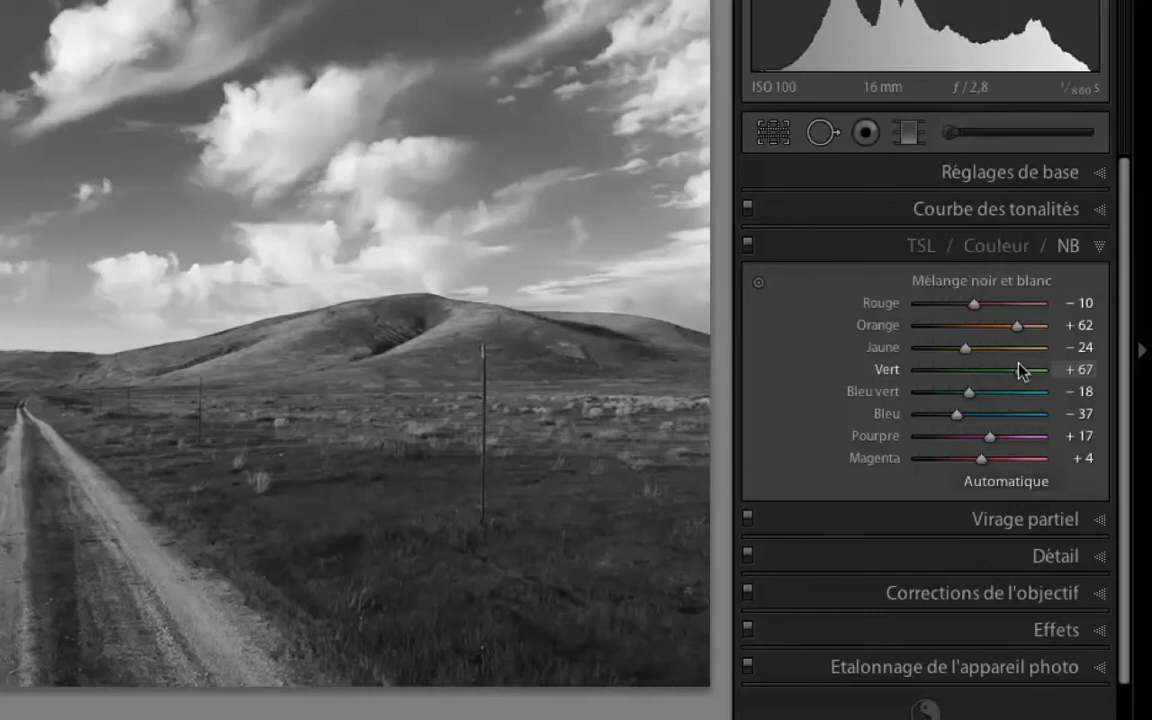 ISO 100 16 mm ƒ / 2,8 1/800 s
Réglages de base
Courbe des tonalités
TSL / Couleur / NB
Mélange noir et blanc
Rouge - 10
Orange + 62
Jaune - 24
Vert + 67
Bleu vert - 18
Bleu - 37
Pourpre + 17
Magenta + 4
Automatique
Virage partiel
Détail
Corrections de l'objectif
Effets
Etalonnage de l'appareil photo